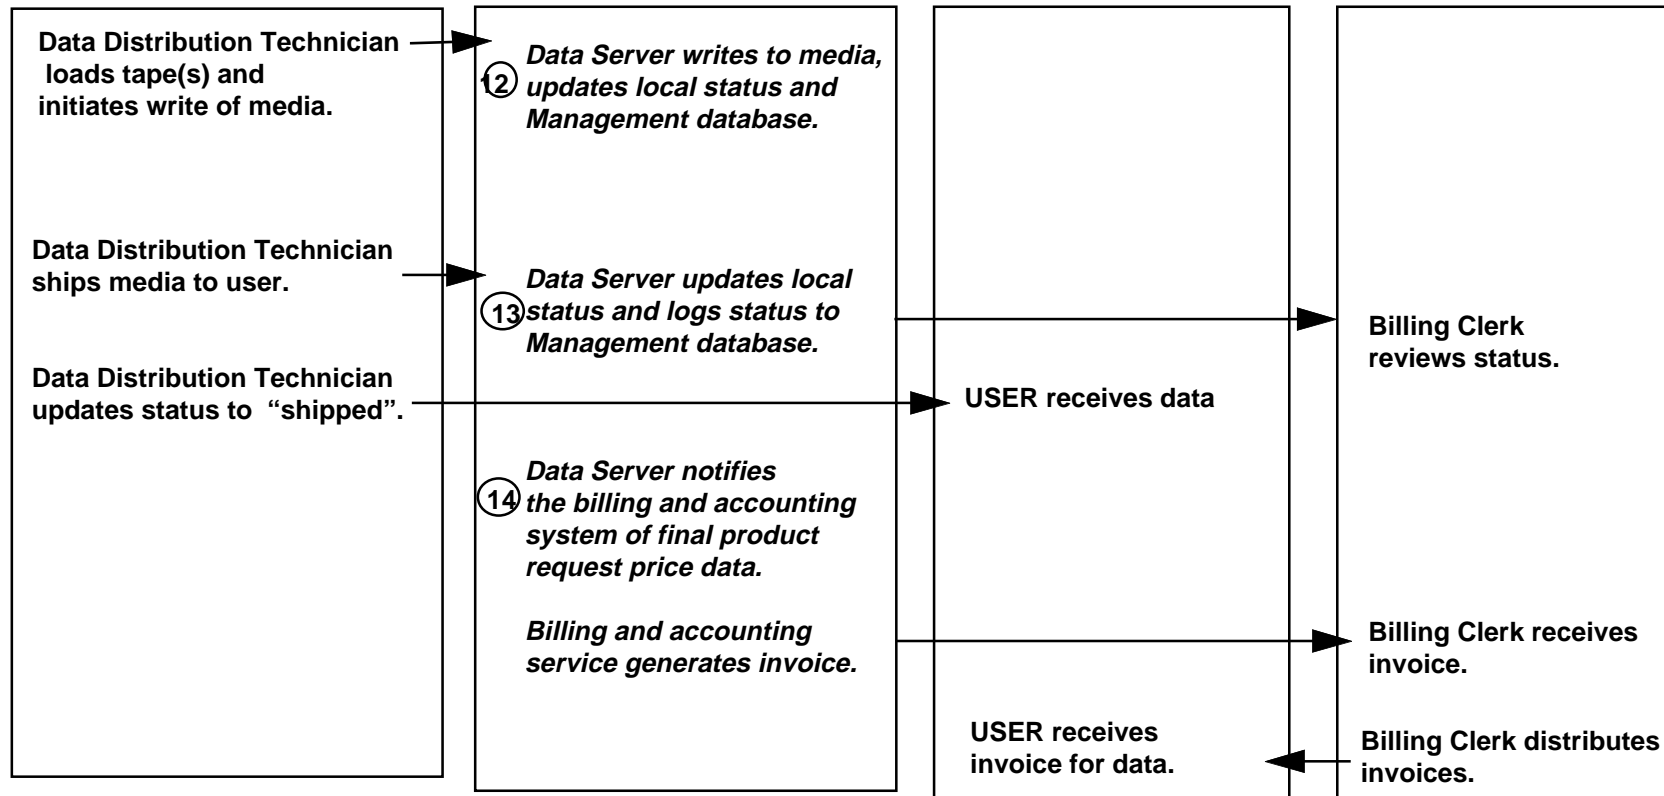 Data Distribution Technician
loads tape(s) and
initiates write of media.
12
Data Server writes to media,
updates local status and
Management database.
Data Distribution Technician
ships media to user.
13
Data Server updates local
status and logs status to
Management database.
Billing Clerk
reviews status.
Data Distribution Technician
updates status to “shipped”.
USER receives data
14
Data Server notifies
the billing and accounting
system of final product
request price data.
Billing and accounting
service generates invoice.
Billing Clerk receives
invoice.
USER receives
invoice for data.
Billing Clerk distributes
invoices.